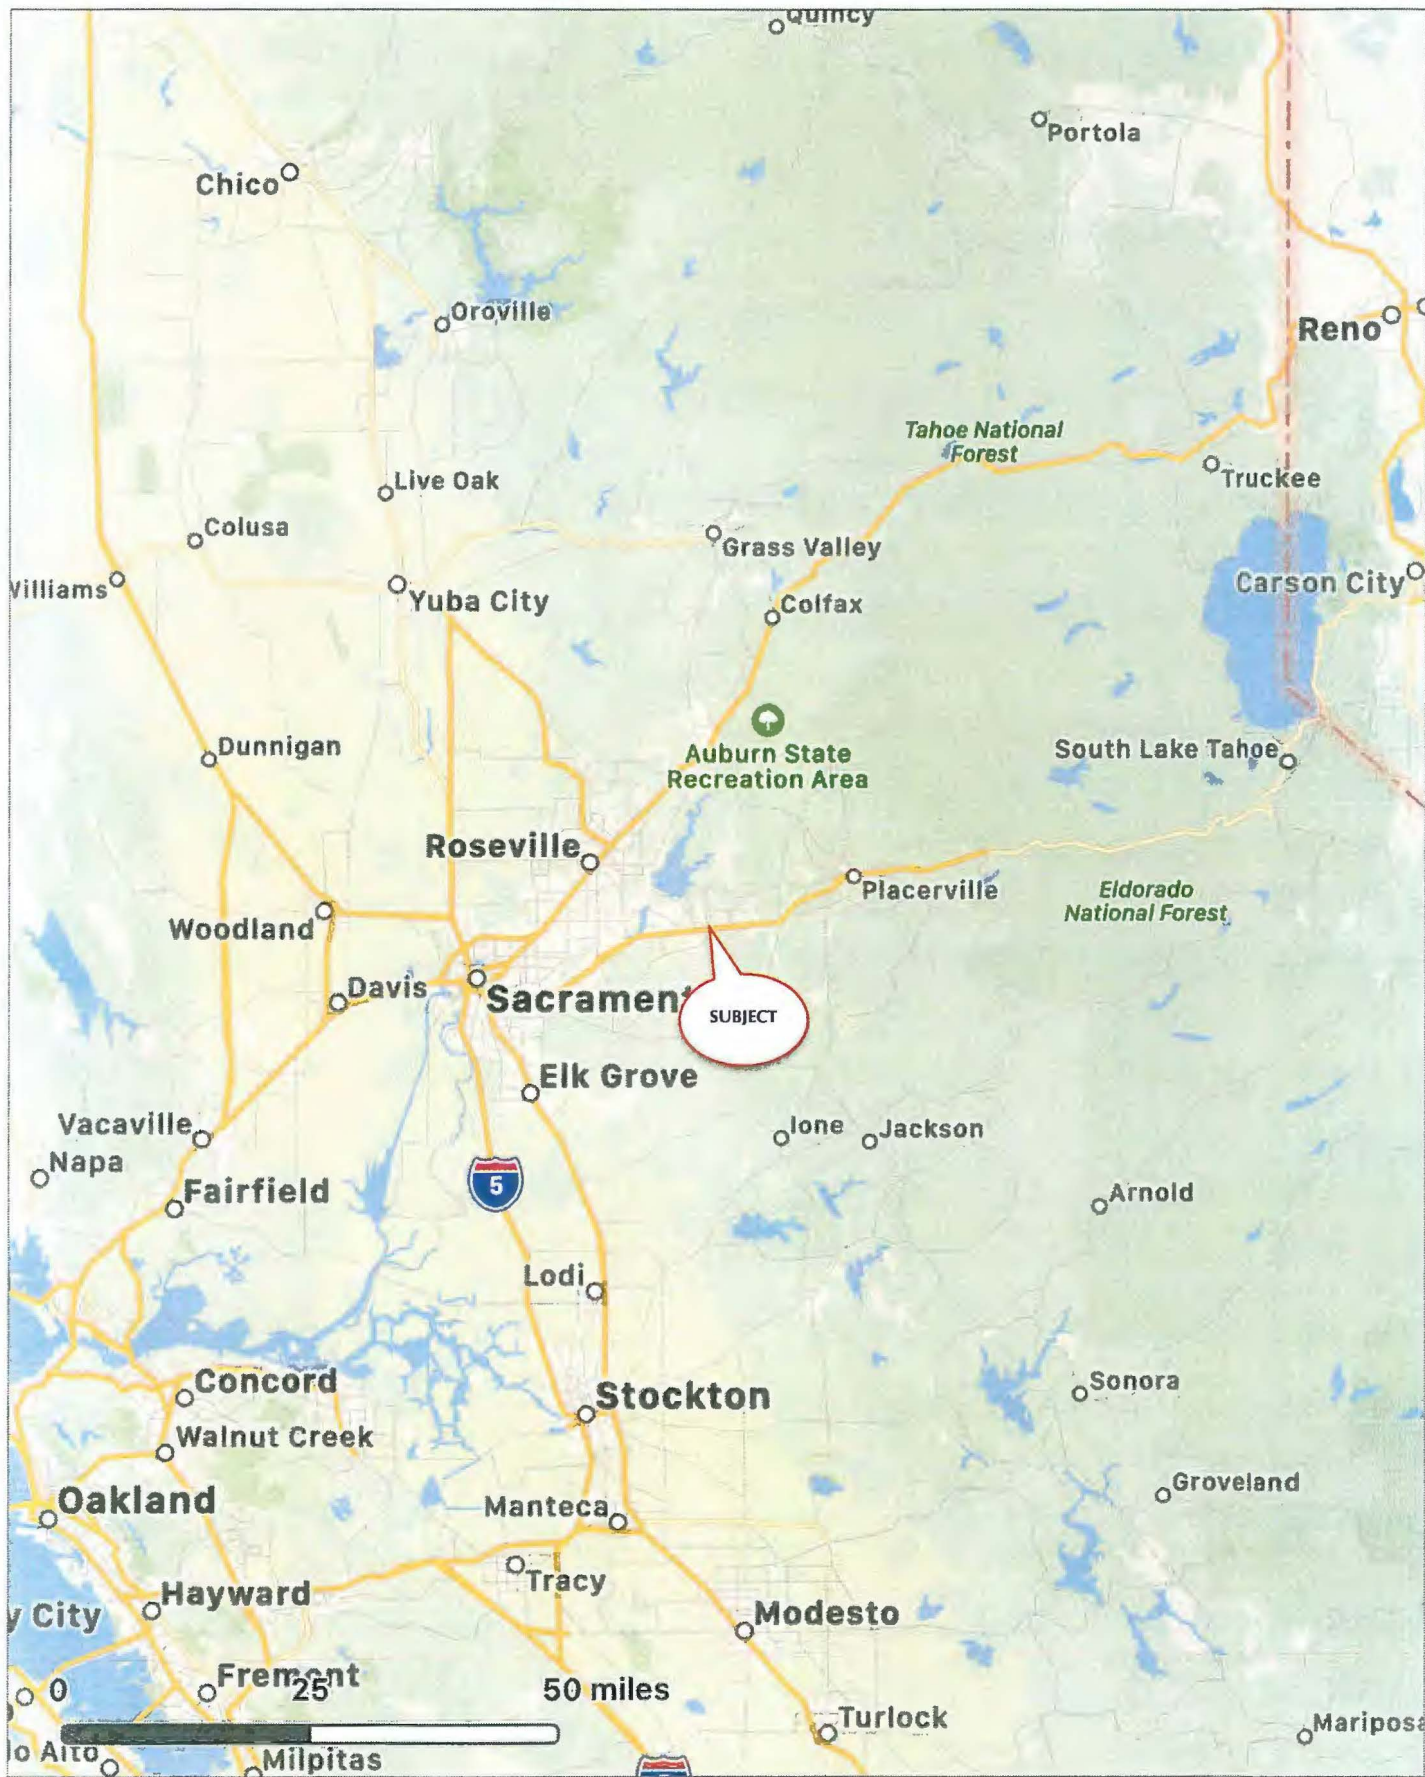 Quincy
Portola
Chico
Oroville
Reno
Tahoe National
Forest
Live Oak
Truckee
Colusa
Grass Valley
Williams
Carson City
Yuba City
Colfax
Dunnigan
Auburn State
Recreation Area
South Lake Tahoe
Roseville
Placerville
Eldorado
National Forest
Woodland
Davis
Sacrament
SUBJECT
Elk Grove
Vacaville
Ione
Jackson
Napa
Fairfield
5
Arnold
Lodi
Concord
Stockton
Sonora
Walnut Creek
Groveland
Oakland
Manteca
Tracy
Hayward
y City
Modesto
Fremont
0 25 50 miles
Turlock
Mariposa
lo Alto
Milpitas